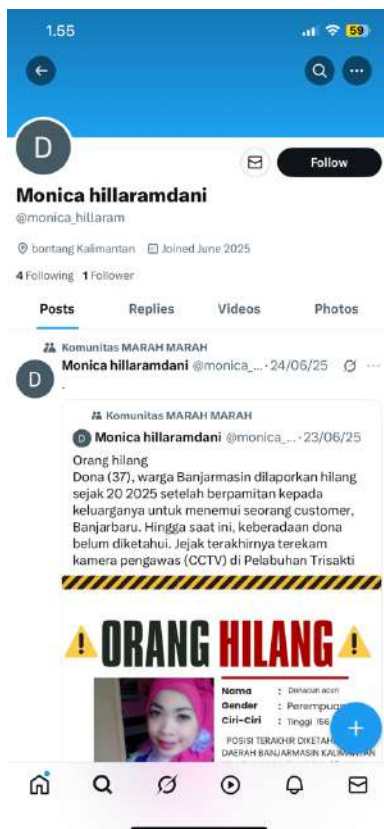 1.55
59
D
Follow
Monica hillaramdani
@monica_hillaram
bontang Kalimantan Joined June 2025
4 Following 1 Follower
Posts Replies Videos Photos
Komunitas MARAH MARAH
D
Monica hillaramdani @monica_... · 24/06/25
.
Komunitas MARAH MARAH
D Monica hillaramdani @monica_... · 23/06/25
Orang hilang
Dona (37), warga Banjarmasin dilaporkan hilang
sejak 20 2025 setelah berpamitan kepada
keluarganya untuk menemui seorang customer,
Banjarbaru. Hingga saat ini, keberadaan dona
belum diketahui. Jejak terakhirnya terekam
kamera pengawas (CCTV) di Pelabuhan Trisakti
ORANG HILANG
Nama :
Gender : Perempuan
Ciri-Ciri : Tinggi 156
POSISI TERAKHIR DIKETAH
DAERAH BANJARMASIN KALIMANTAN